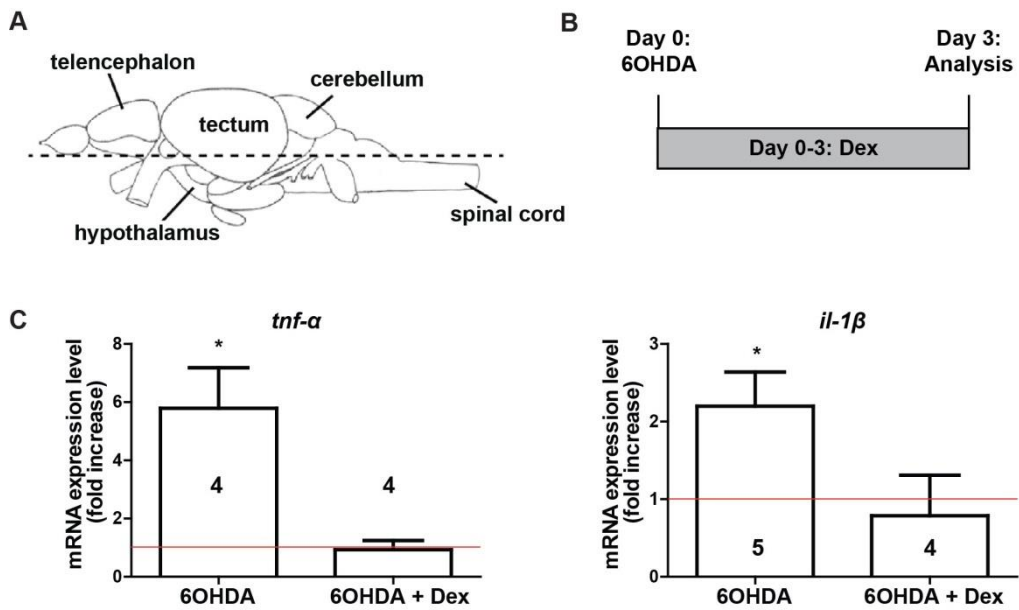 A
telencephalon
cerebellum
tectum
hypothalamus
spinal cord
B
Day 0:
6OHDA
Day 3:
Analysis
Day 0-3: Dex
C
tnf-α
mRNA expression level
(fold increase)
8
6
4
2
0
*
4
4
6OHDA
6OHDA + Dex
il-1β
mRNA expression level
(fold increase)
3
2
1
0
*
5
4
6OHDA
6OHDA + Dex